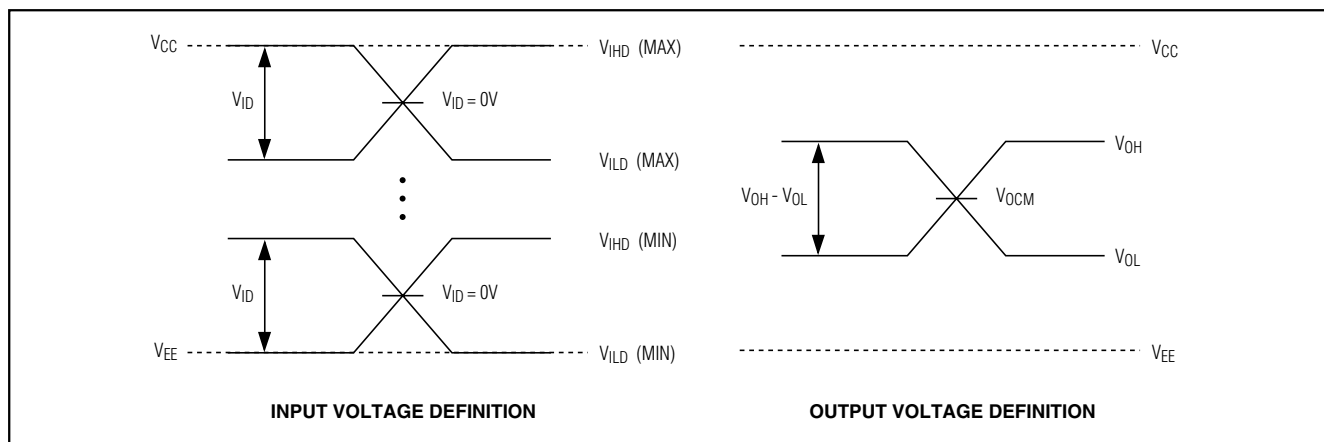 VCC
VIHD (MAX)
VID
VID = 0V
VILD (MAX)
VIHD (MIN)
VID
VID = 0V
VEE
VILD (MIN)
INPUT VOLTAGE DEFINITION
VCC
VOH
VOH - VOL
VOCM
VOL
VEE
OUTPUT VOLTAGE DEFINITION